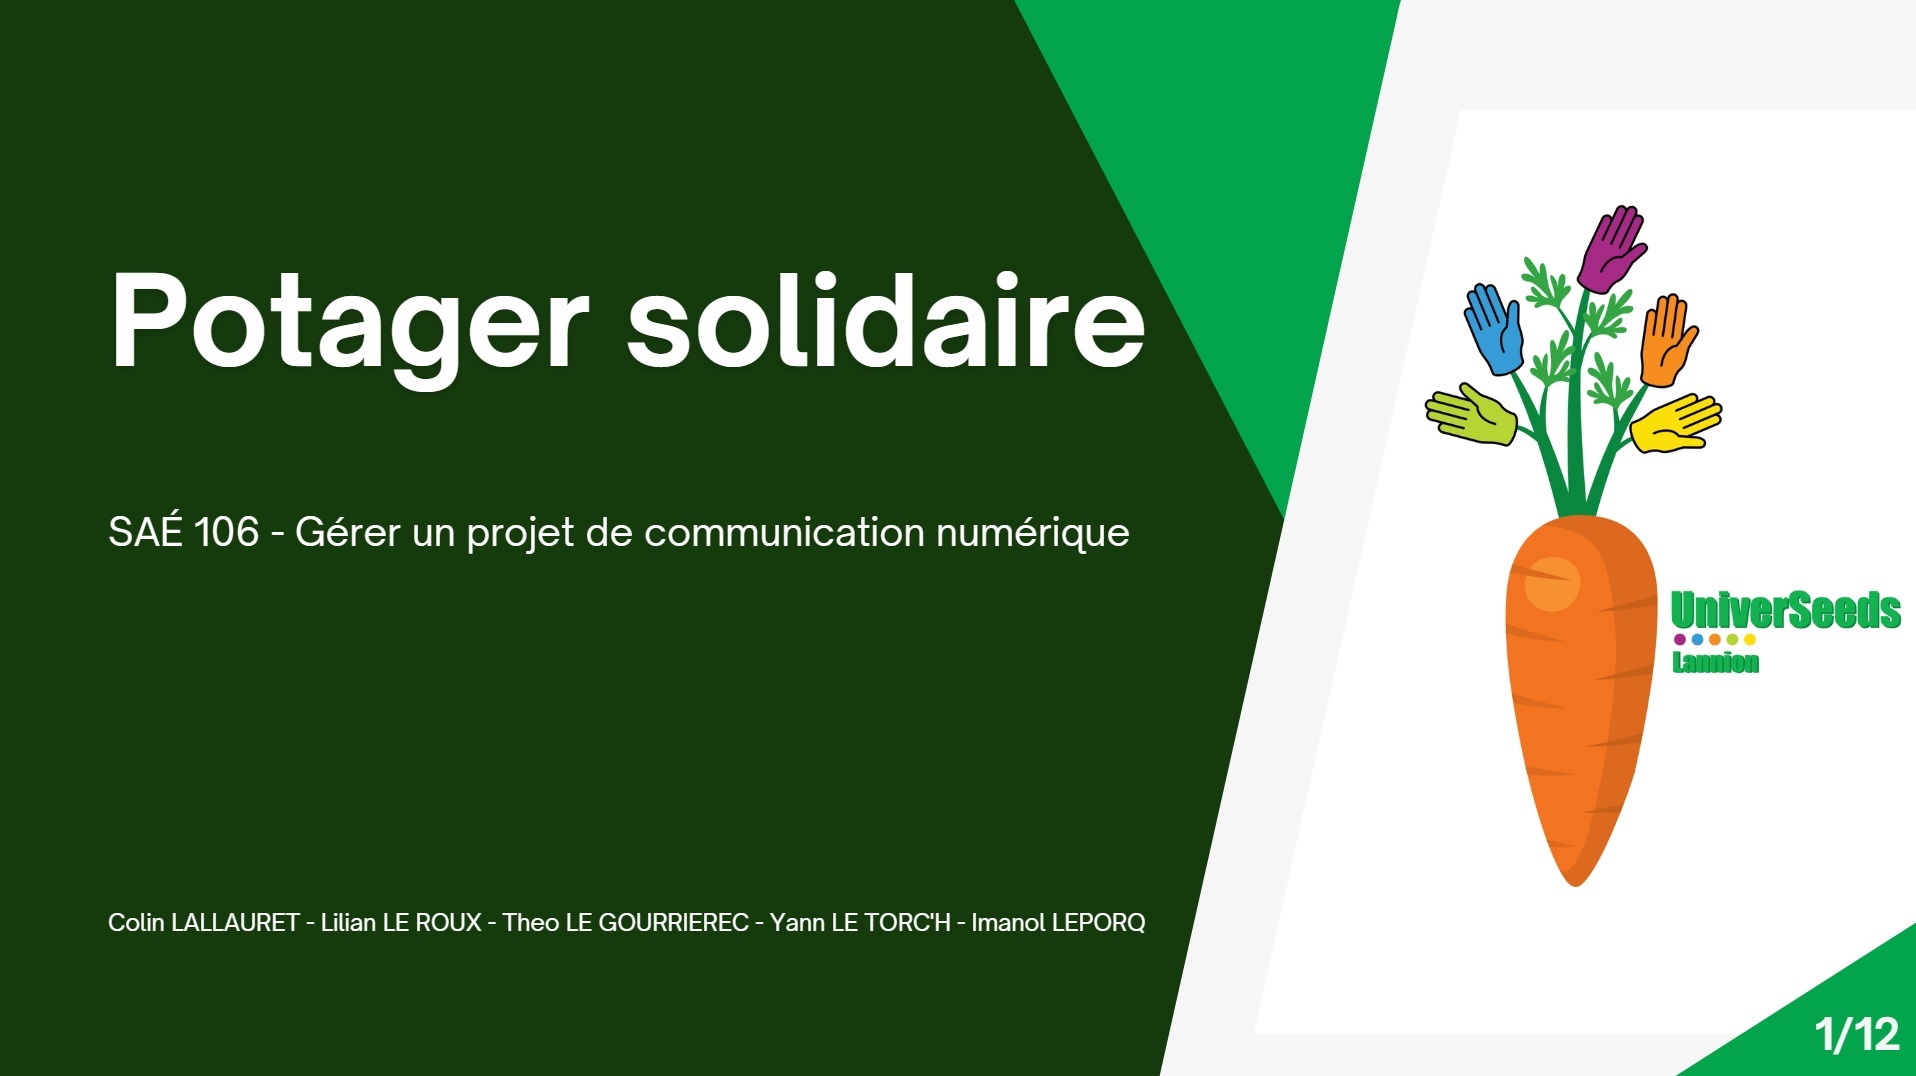 Potager solidaire
SAÉ 106 - Gérer un projet de communication numérique
UniverSeeds
Lannion
Colin LALLAURET - Lilian LE ROUX - Theo LE GOURRIEREC - Yann LE TORC'H - Imanol LEPORQ
1/12